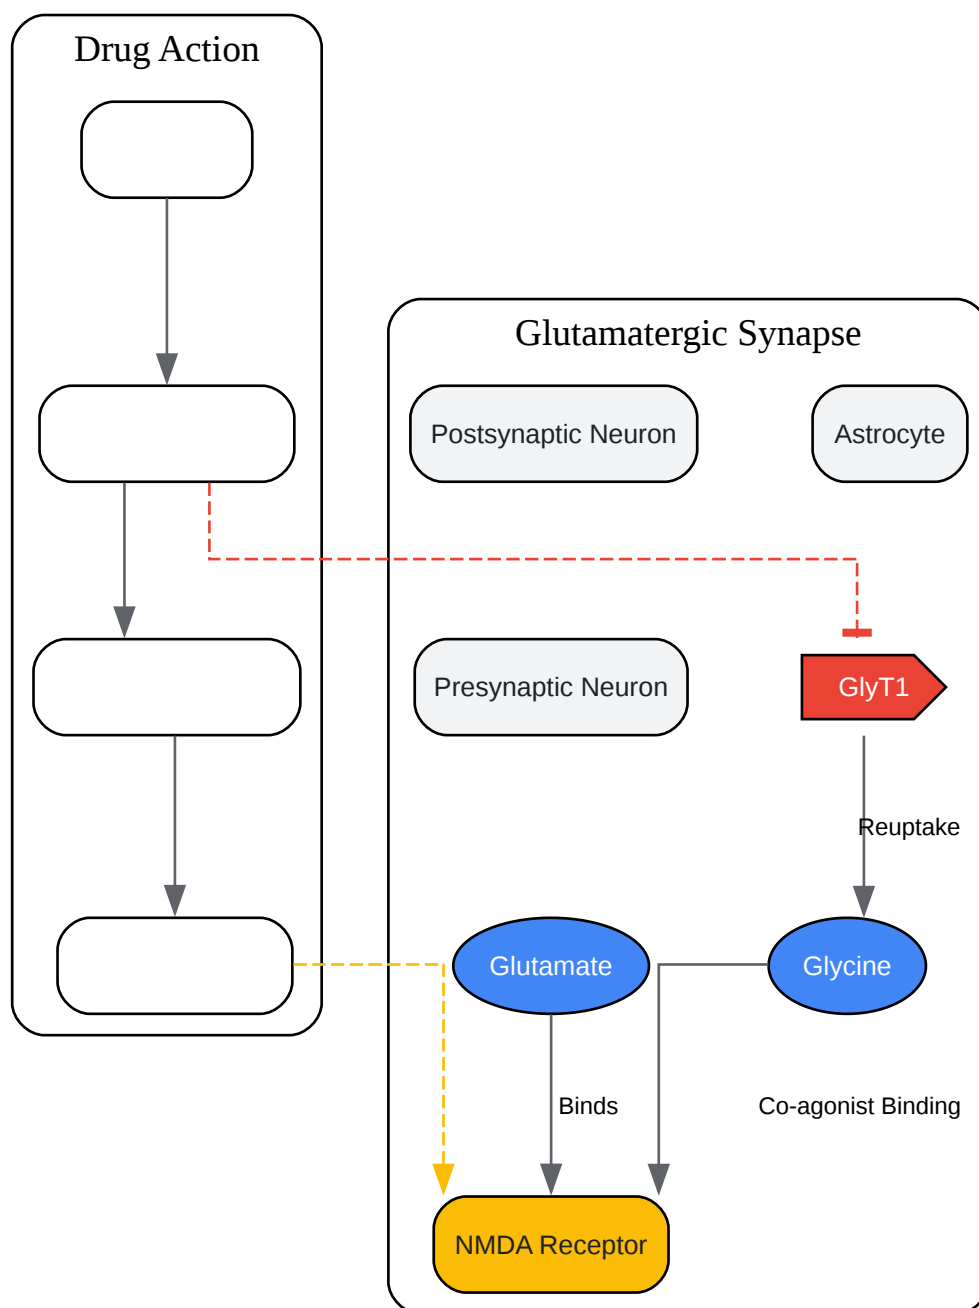 Drug Action
Glutamatergic Synapse
Postsynaptic Neuron
Astrocyte
Presynaptic Neuron
GlyT1
Reuptake
Glutamate
Glycine
Binds
Co-agonist Binding
NMDA Receptor